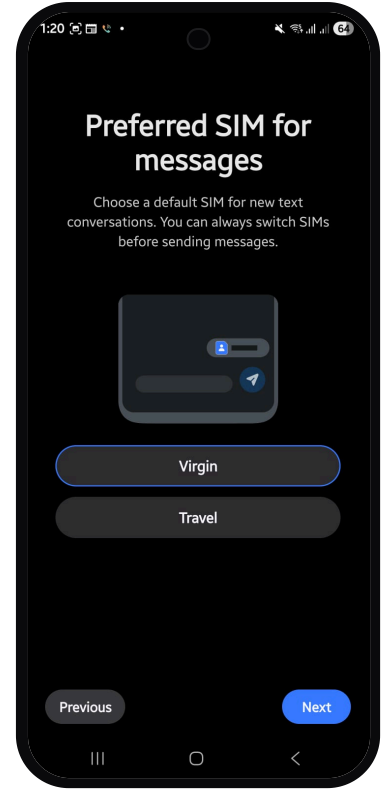 1:20
64
Preferred SIM for
messages
Choose a default SIM for new text
conversations. You can always switch SIMs
before sending messages.
Virgin
Travel
Previous
Next